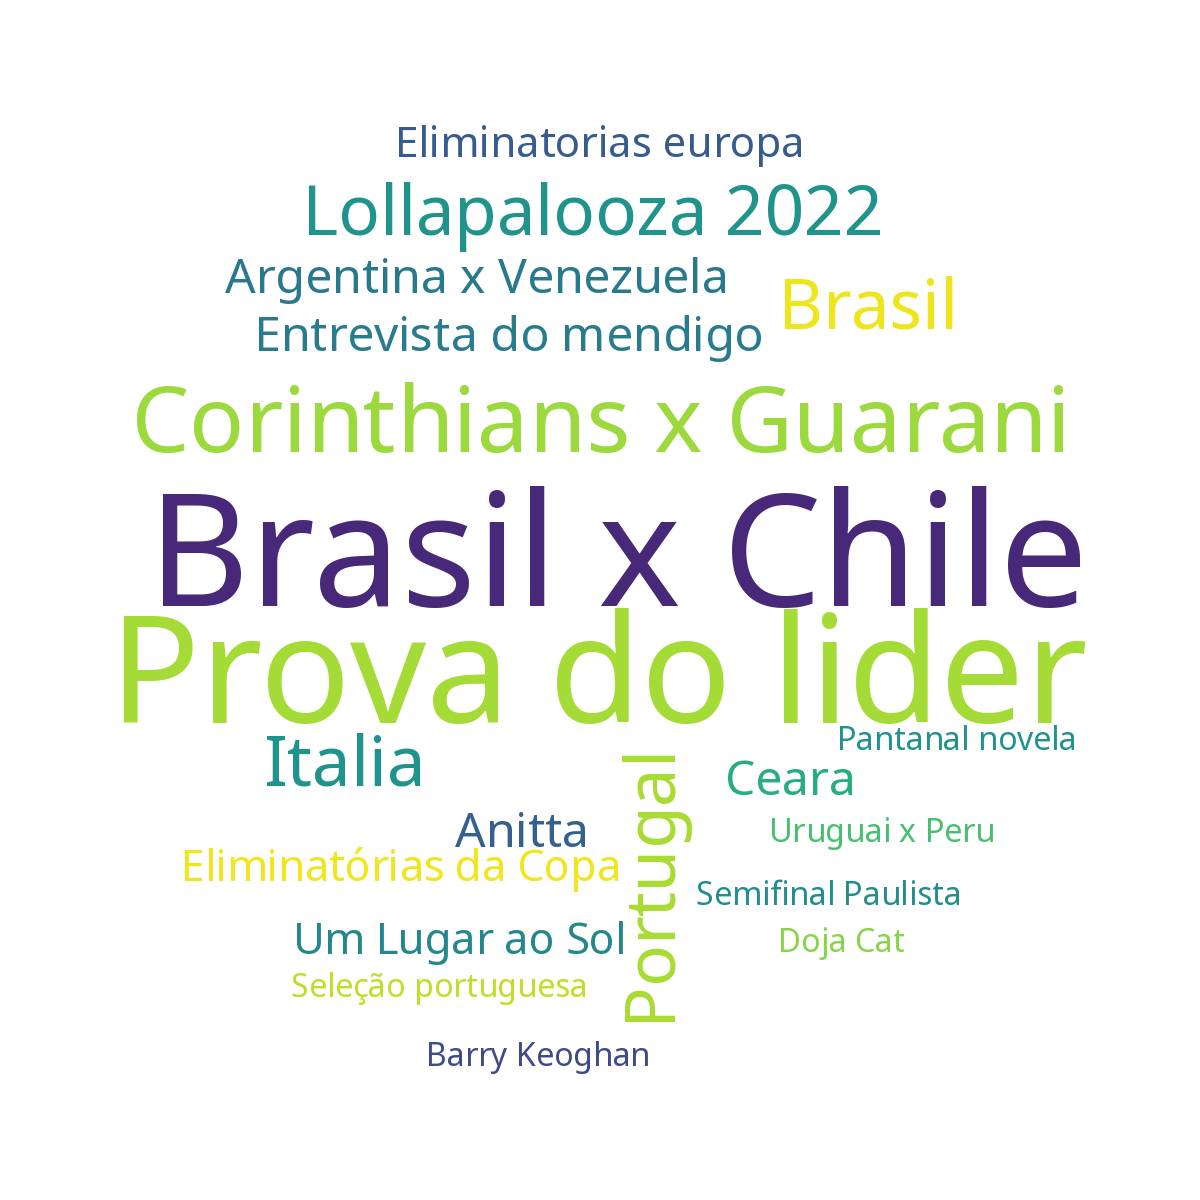 Eliminatorias europa
Lollapalooza 2022
Argentina x Venezuela
Brasil
Entrevista do mendigo
Corinthians x Guarani
Brasil x Chile
Prova do lider
Italia
Portugal
Pantanal novela
Ceara
Anitta
Uruguai x Peru
Eliminatórias da Copa
Semifinal Paulista
Um Lugar ao Sol
Doja Cat
Seleção portuguesa
Barry Keoghan